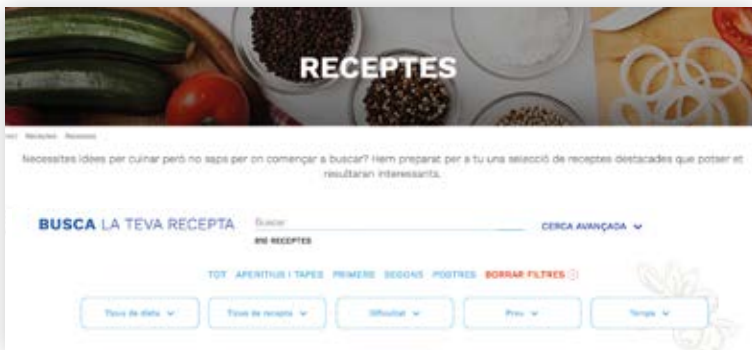 RECEPTES
Receptes Receptes
Necessites idees per cuinar però no saps per on començar a buscar? Hem preparat per a tu una selecció de receptes destacades que potser et
resultaran interessants.
BUSCA LA TEVA RECEPTA Buscar CERCA AVANÇADA
RECEPTES
TOT APERITIUS I TAPES PRIMERS SEGONS POSTRES BORRAR FILTRES
Tipus de dieta Tipus de recepta Dificultat Preu Temps